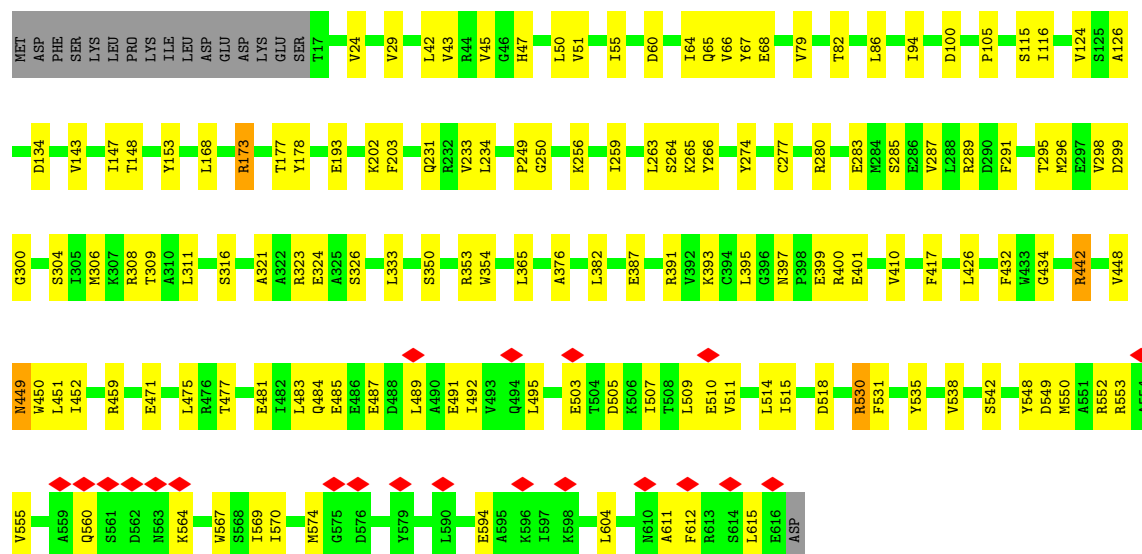 MET ASP PHE SER LYS LEU PRO LYS ILE LEU ASP GLU ASP LYS GLU SER T17 V24 V29 L42 V43 R44 V45 G46 H47 L50 V51 I55 D60 I64 Q65 V66 Y67 E68 V79 T82 L86 I94 D100 P105 S115 I116 V124 S125 A126
D134 V143 I147 T148 Y153 L168 R173 T177 Y178 E193 K202 F203 Q231 R232 V233 L234 P249 G250 K256 I259 L263 S264 K265 Y266 Y274 C277 R280 E283 M284 S285 E286 V287 L288 R289 D290 F291 T295 M296 E297 V298 D299
G300 S304 I305 M306 K307 R308 T309 A310 L311 S316 A321 A322 R323 E324 A325 S326 L333 S350 R353 W354 L365 A376 L382 E387 R391 V392 K393 C394 L395 G396 N397 P398 E399 R400 E401 V410 F417 L426 F432 W433 G434 R442 V448
N449 W450 L451 I452 R459 E471 L475 R476 T477 E481 I482 L483 Q484 E485 E486 E487 D488 L489 A490 E491 I492 V493 Q494 L495 E503 T504 D505 K506 I507 T508 L509 E510 V511 L514 I515 D518 R530 F531 Y535 V538 S542 Y548 D549 M550 A551 R552 R553 A554
V555 A559 Q560 S561 D562 N563 K564 W567 S568 I569 I570 M574 G575 D576 Y579 L590 E594 A595 K596 I597 K598 L604 N610 A611 F612 R613 S614 L615 E616 ASP